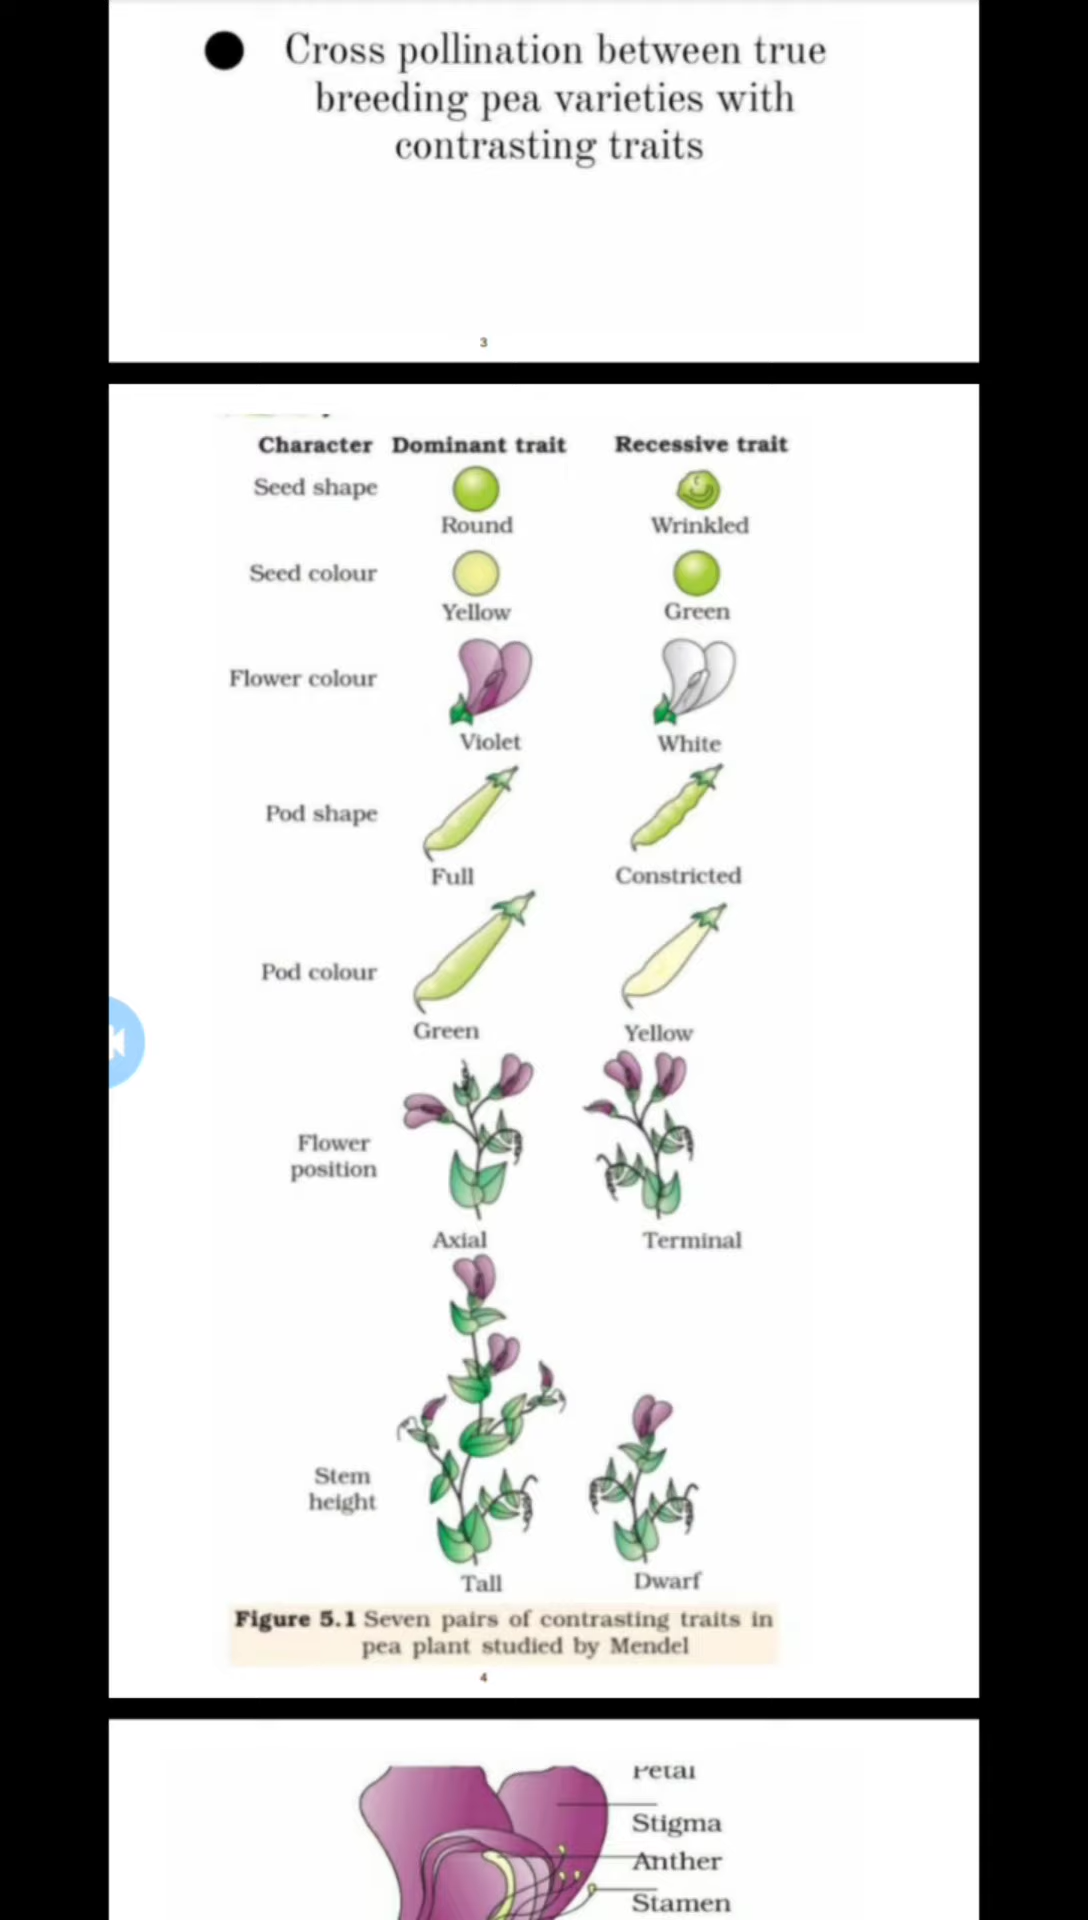 Cross pollination between true
breeding pea varieties with
contrasting traits
3
Character Dominant trait Recessive trait
Seed shape
Round Wrinkled
Seed colour
Yellow Green
Flower colour
Violet White
Pod shape
Full Constricted
Pod colour
Green Yellow
Flower
position
Axial Terminal
Stem
height
Tall Dwarf
Figure 5.1 Seven pairs of contrasting traits in
pea plant studied by Mendel
4
Petal
Stigma
Anther
Stamen